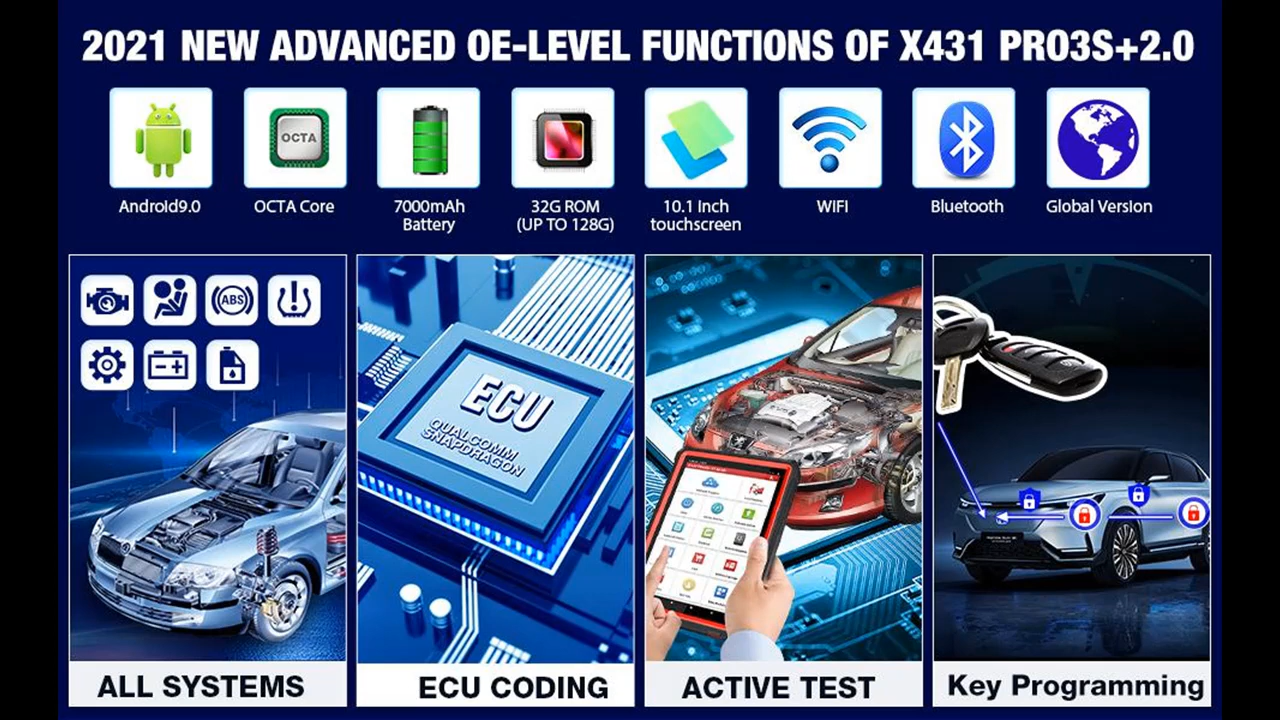 2021 NEW ADVANCED OE-LEVEL FUNCTIONS OF X431 PRO3S+2.0
OCTA
Android9.0
OCTA Core
7000mAh
Battery
32G ROM
(UP TO 128G)
10.1 Inch
touchscreen
WIFI
Bluetooth
Global Version
ABS
ECU
QUALCOMM
SNAPDRAGON
ALL SYSTEMS
ECU CODING
ACTIVE TEST
Key Programming